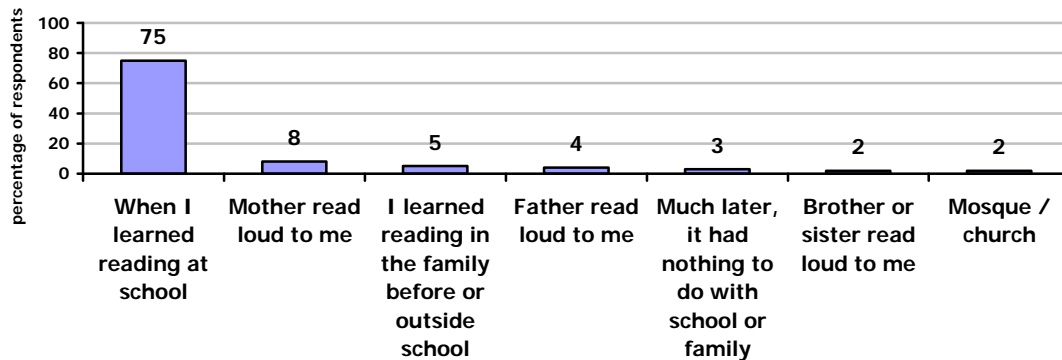 percentage of respondents
100
80
60
40
20
0
75
8
5
4
3
2
2
When I
learned
reading at
school
Mother read
loud to me
I learned
reading in
the family
before or
outside
school
Father read
loud to me
Much later,
it had
nothing to
do with
school or
family
Brother or
sister read
loud to me
Mosque /
church